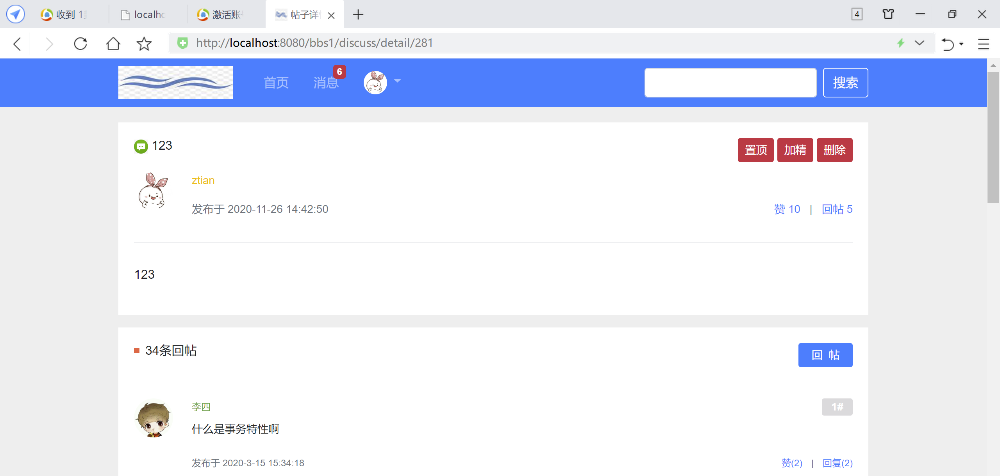 收到 1
localho
激活账
帖子详
4
http://localhost:8080/bbs1/discuss/detail/281
首页
消息
6
搜索
123
置顶
加精
删除
ztian
发布于 2020-11-26 14:42:50
赞 10 | 回帖 5
123
34条回帖
回 帖
李四
1#
什么是事务特性啊
发布于 2020-3-15 15:34:18
赞(2) | 回复(2)